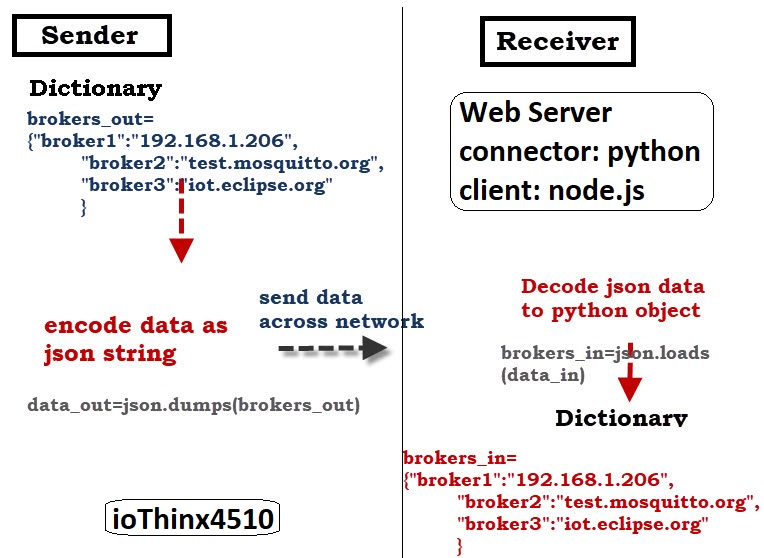 Sender
Dictionary
brokers_out=
{"broker1":"192.168.1.206",
"broker2":"test.mosquitto.org",
"broker3":"iot.eclipse.org"
}
encode data as
json string
data_out=json.dumps(brokers_out)
ioThinx4510
send data
across network
Receiver
Web Server
connector: python
client: node.js
Decode json data
to python object
brokers_in=json.loads
(data_in)
Dictionary
brokers_in=
{"broker1":"192.168.1.206",
"broker2":"test.mosquitto.org",
"broker3":"iot.eclipse.org"
}